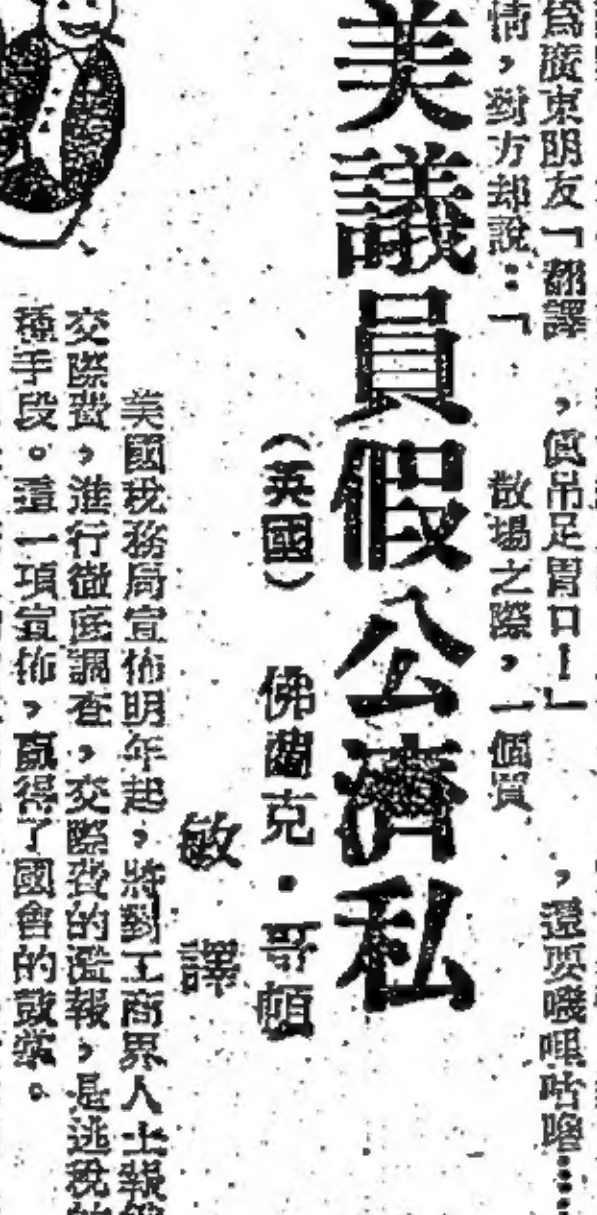 爲廣東朋友「翻譯　，眞吊足胃口！」　，還要嘰哩咕嚕…
情，對方却說：「　散場之際，一個
美議員假公濟私
（英國）　佛蘭克·哥頓
敏　譯
美國稅務局宣佈明年起，將對工商界人士報
交際費，進行徹底調查，交際費的濫報，是逃稅的
種手段。這一項宣佈，贏得了國會的鼓掌。